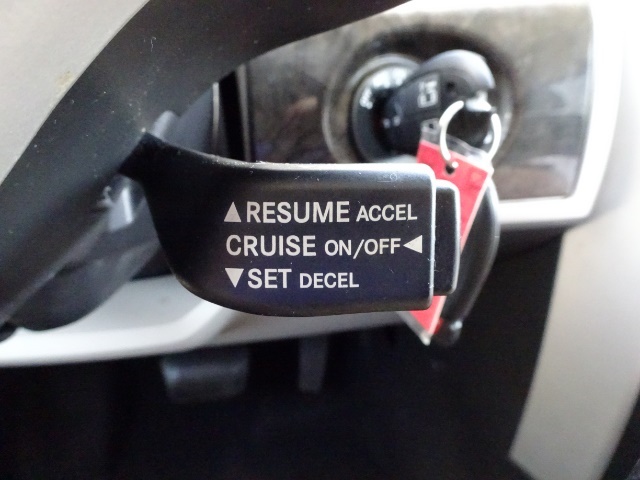 ▲RESUME ACCEL
CRUISE ON/OFF◄
▼SET DECEL